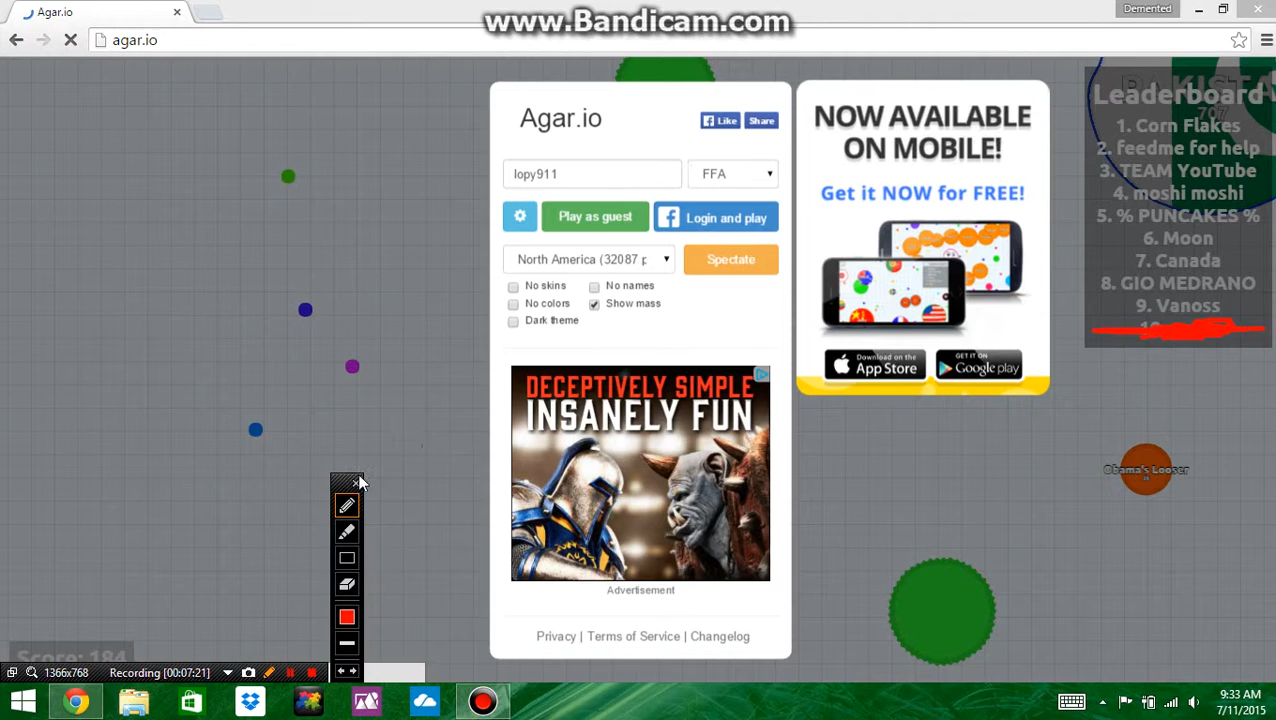 Agar.io
www.Bandicam.com
Demented
agar.io
Agar.io
Like Share
lopy911 FFA
Play as guest Login and play
North America (32087 p Spectate
No skins No names
No colors Show mass
Dark theme
DECEPTIVELY SIMPLE
INSANELY FUN
Advertisement
Privacy | Terms of Service | Changelog
NOW AVAILABLE
ON MOBILE!
Get it NOW for FREE!
Download on the App Store
GET IT ON Google play
707
Leaderboard
1. Corn Flakes
2. feedme for help
3. TEAM YouTube
4. moshi moshi
5. % PUNCAKES %
6. Moon
7. Canada
8. GIO MEDRANO
9. Vanoss
Obama's Looser
Score: 184
1366x768 Recording [00:07:21]
9:33 AM
7/11/2015